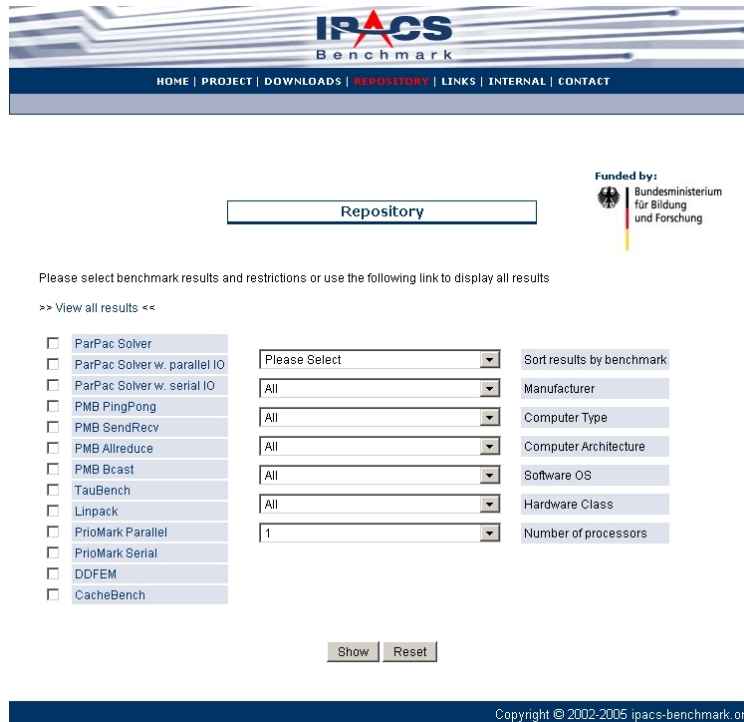 IPACS
Benchmark
HOME | PROJECT | DOWNLOADS | REPOSITORY | LINKS | INTERNAL | CONTACT
Funded by:
Bundesministerium
für Bildung
und Forschung
Repository
Please select benchmark results and restrictions or use the following link to display all results
>> View all results <<
ParPac Solver
ParPac Solver w. parallel IO
ParPac Solver w. serial IO
PMB PingPong
PMB SendRecv
PMB Allreduce
PMB Bcast
TauBench
Linpack
PrioMark Parallel
PrioMark Serial
DDFEM
CacheBench
Please Select Sort results by benchmark
All Manufacturer
All Computer Type
All Computer Architecture
All Software OS
All Hardware Class
1 Number of processors
Show Reset
Copyright © 2002-2005 ipacs-benchmark.or